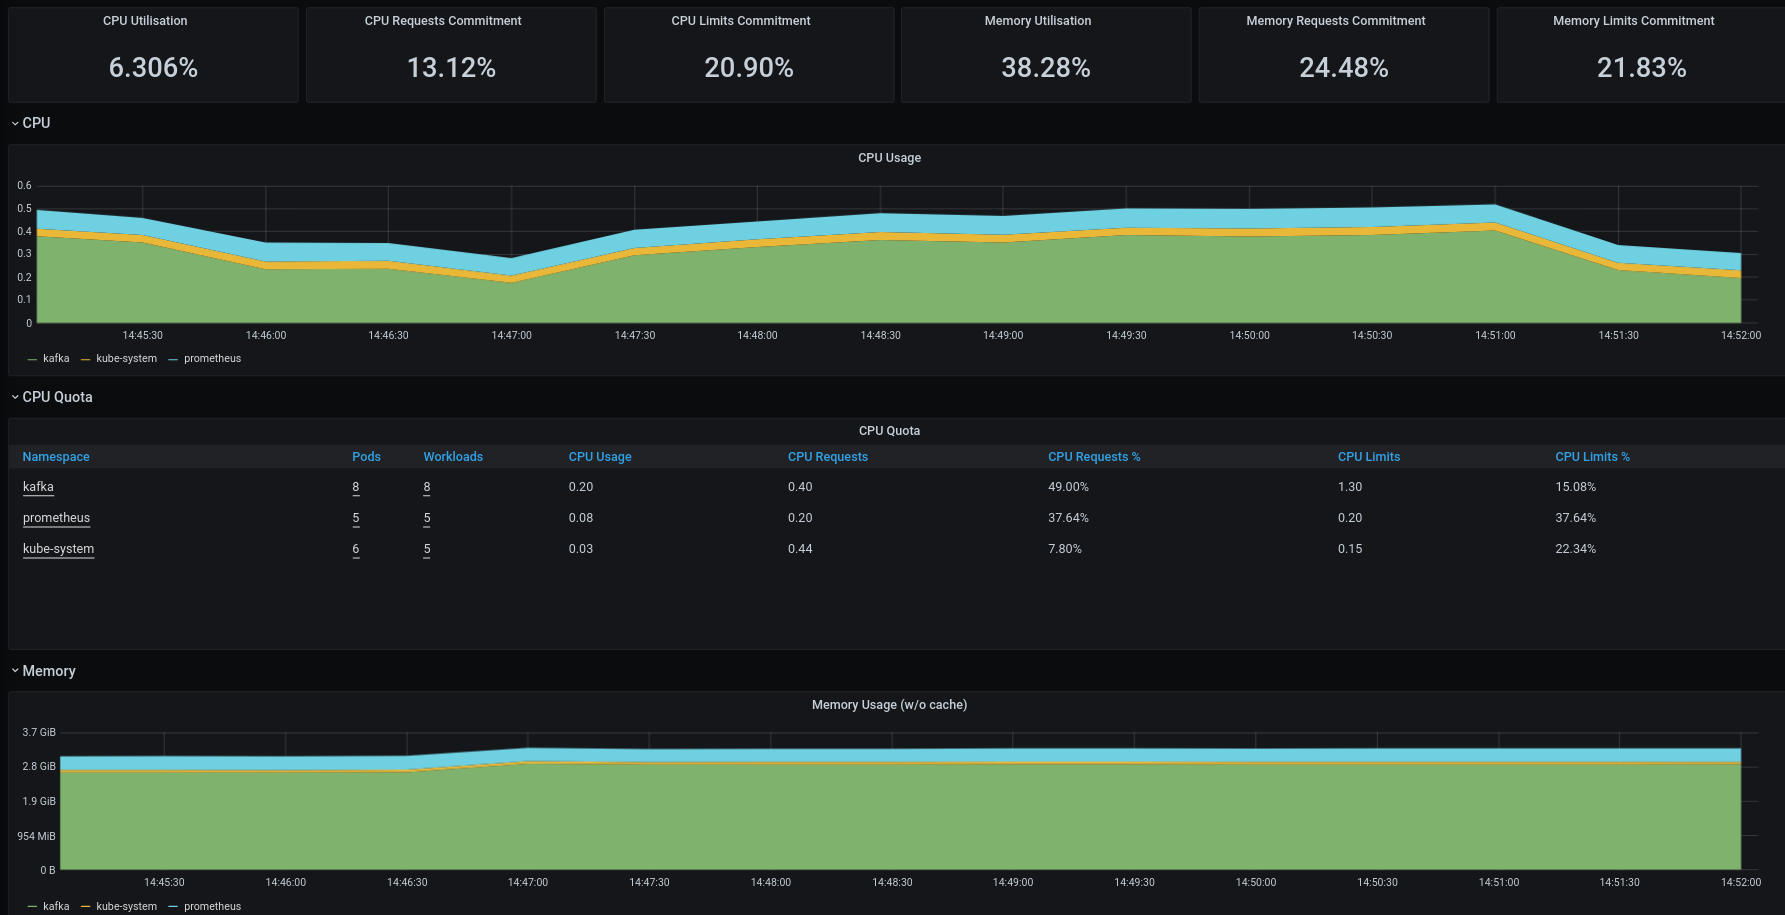 CPU Utilisation CPU Requests Commitment CPU Limits Commitment Memory Utilisation Memory Requests Commitment Memory Limits Commitment
6.306% 13.12% 20.90% 38.28% 24.48% 21.83%
CPU
CPU Usage
0.6
0.5
0.4
0.3
0.2
0.1
0
14:45:30 14:46:00 14:46:30 14:47:00 14:47:30 14:48:00 14:48:30 14:49:00 14:49:30 14:50:00 14:50:30 14:51:00 14:51:30 14:52:00
kafka kube-system prometheus
CPU Quota
CPU Quota
Namespace Pods Workloads CPU Usage CPU Requests CPU Requests % CPU Limits CPU Limits %
kafka 8 8 0.20 0.40 49.00% 1.30 15.08%
prometheus 5 5 0.08 0.20 37.64% 0.20 37.64%
kube-system 6 5 0.03 0.44 7.80% 0.15 22.34%
Memory
Memory Usage (w/o cache)
3.7 GiB
2.8 GiB
1.9 GiB
954 MiB
0 B
14:45:30 14:46:00 14:46:30 14:47:00 14:47:30 14:48:00 14:48:30 14:49:00 14:49:30 14:50:00 14:50:30 14:51:00 14:51:30 14:52:00
kafka kube-system prometheus